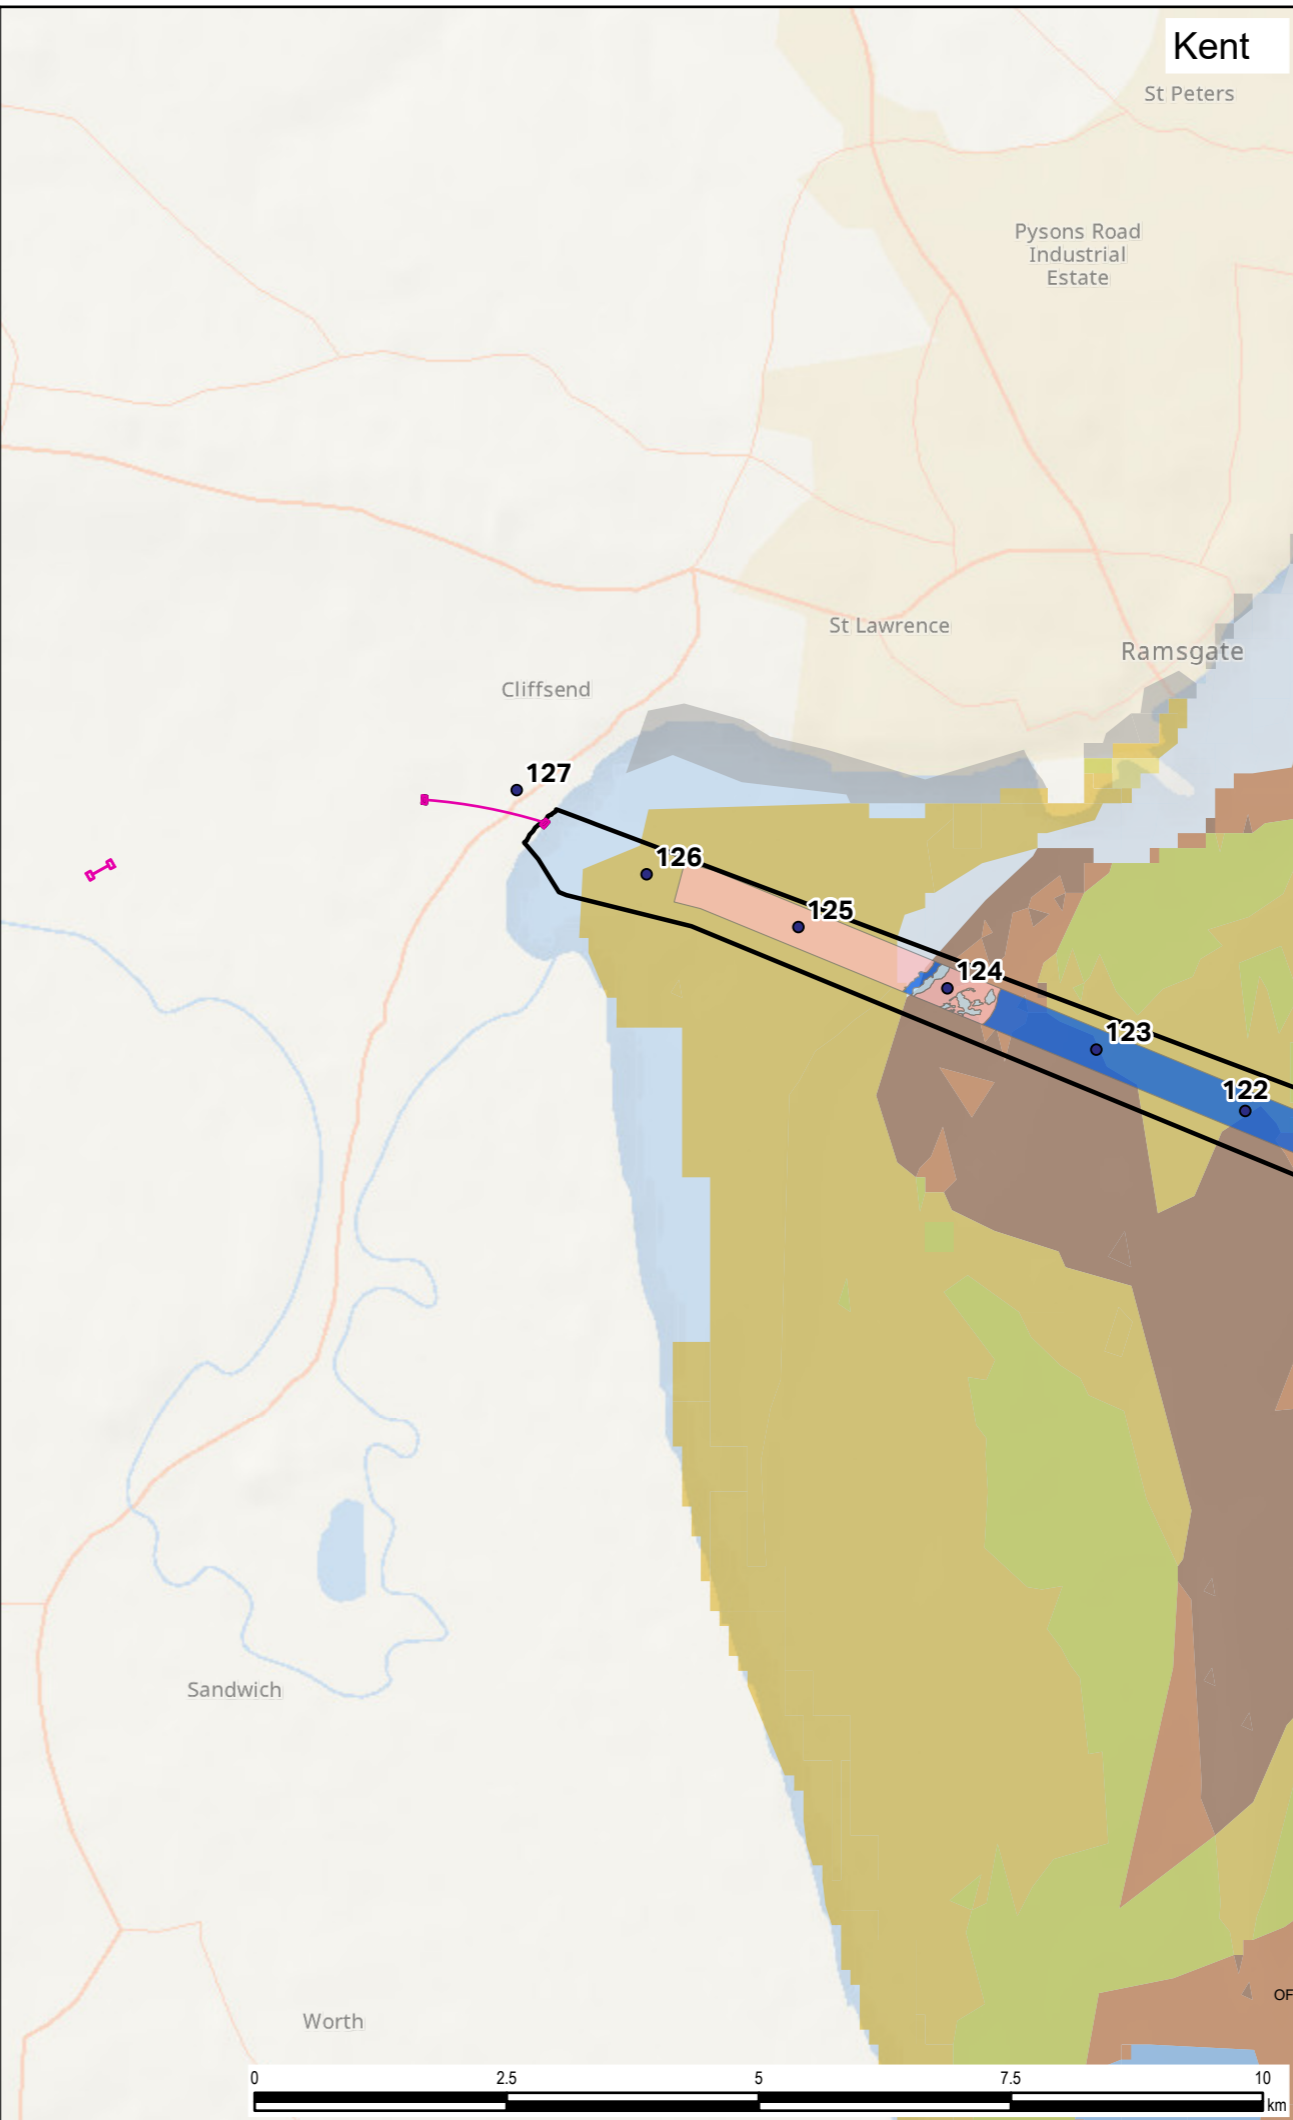 Kent
St Peters
Pysons Road
Industrial
Estate
St Lawrence
Ramsgate
Cliffsend
127
126
125
124
123
122
Sandwich
OF
Worth
0
2.5
5
7.5
10
km